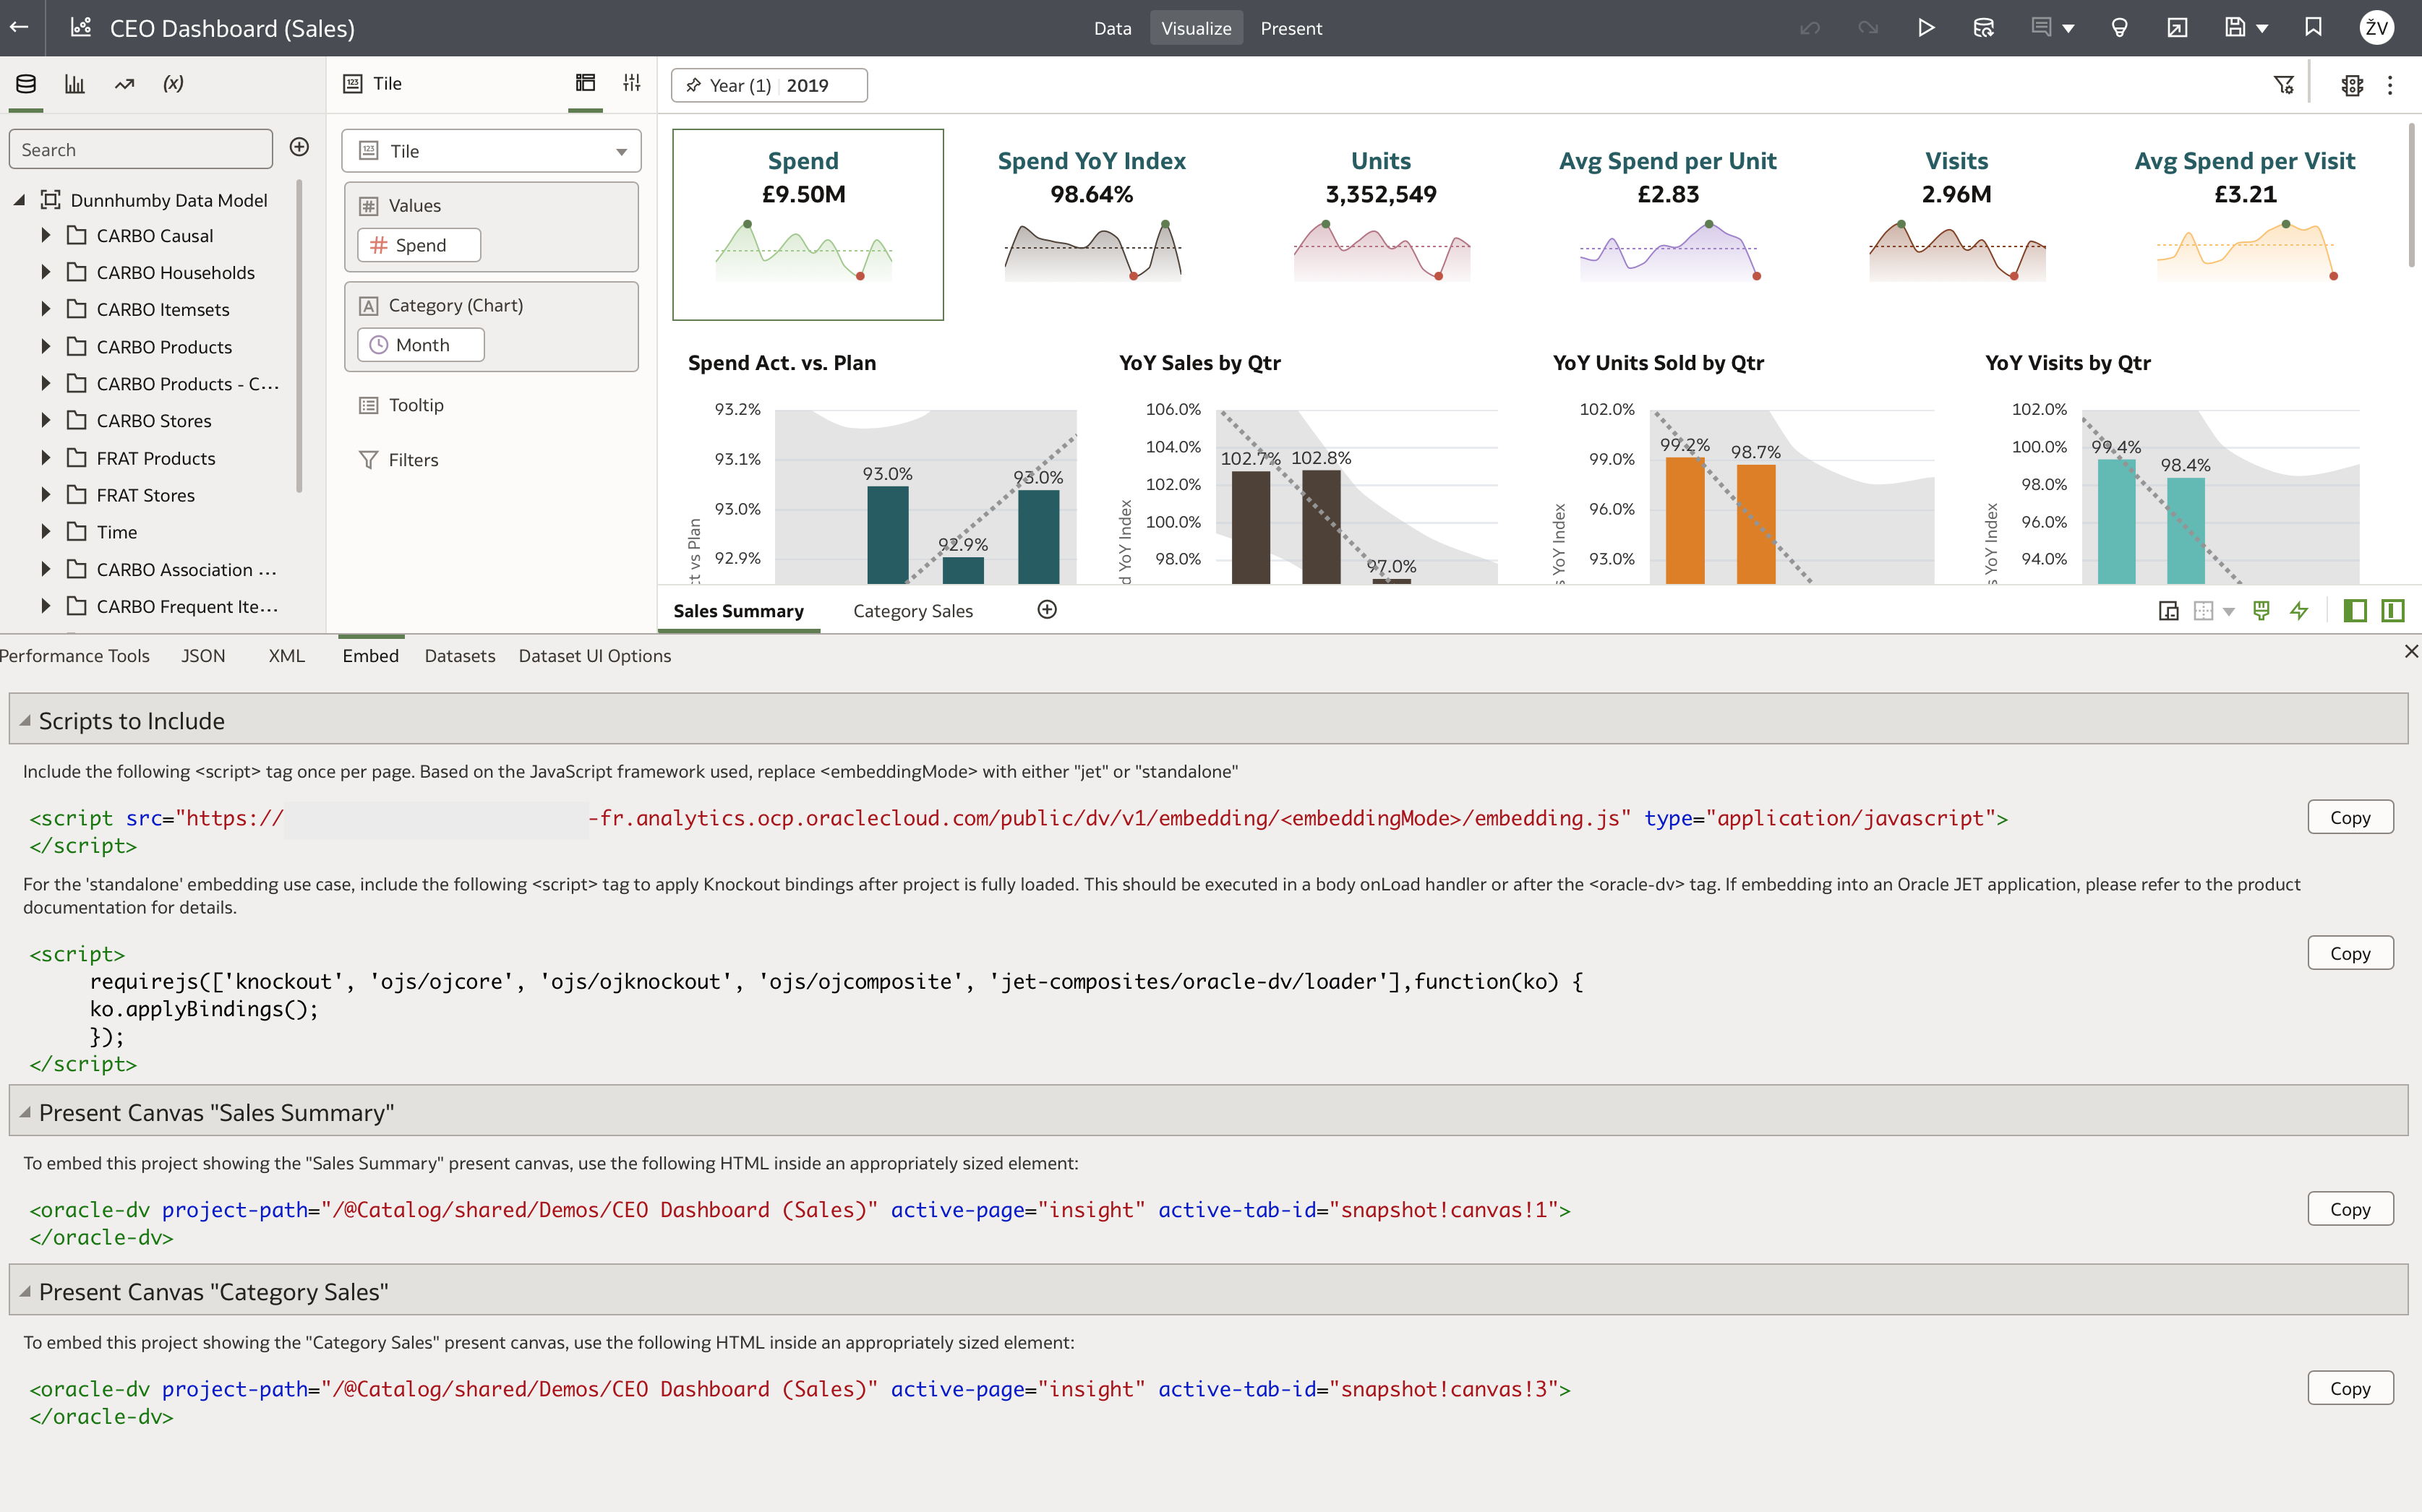 CEO Dashboard (Sales)
Data Visualize Present
ŽV
(x)
Tile
Year (1) 2019
Search
Dunnhumby Data Model
CARBO Causal
CARBO Households
CARBO Itemsets
CARBO Products
CARBO Products - C...
CARBO Stores
FRAT Products
FRAT Stores
Time
CARBO Association ...
CARBO Frequent Ite...
Tile
Values
Spend
Category (Chart)
Month
Tooltip
Filters
Spend
£9.50M
Spend YoY Index
98.64%
Units
3,352,549
Avg Spend per Unit
£2.83
Visits
2.96M
Avg Spend per Visit
£3.21
Spend Act. vs. Plan
93.2%
93.1%
93.0%
92.9%
ct vs Plan
93.0%
92.9%
93.0%
YoY Sales by Qtr
106.0%
104.0%
102.0%
100.0%
98.0%
d YoY Index
102.7%
102.8%
97.0%
YoY Units Sold by Qtr
102.0%
99.0%
96.0%
93.0%
s YoY Index
99.2%
98.7%
YoY Visits by Qtr
102.0%
100.0%
98.0%
96.0%
94.0%
s YoY Index
99.4%
98.4%
Sales Summary Category Sales
Performance Tools JSON XML Embed Datasets Dataset UI Options
Scripts to Include
Include the following <script> tag once per page. Based on the JavaScript framework used, replace <embeddingMode> with either "jet" or "standalone"
<script src="https:// -fr.analytics.ocp.oraclecloud.com/public/dv/v1/embedding/<embeddingMode>/embedding.js" type="application/javascript">
</script>
Copy
For the 'standalone' embedding use case, include the following <script> tag to apply Knockout bindings after project is fully loaded. This should be executed in a body onLoad handler or after the <oracle-dv> tag. If embedding into an Oracle JET application, please refer to the product
documentation for details.
<script>
requirejs(['knockout', 'ojs/ojcore', 'ojs/ojknockout', 'ojs/ojcomposite', 'jet-composites/oracle-dv/loader'],function(ko) {
ko.applyBindings();
});
</script>
Copy
Present Canvas "Sales Summary"
To embed this project showing the "Sales Summary" present canvas, use the following HTML inside an appropriately sized element:
<oracle-dv project-path="/@Catalog/shared/Demos/CEO Dashboard (Sales)" active-page="insight" active-tab-id="snapshot!canvas!1">
</oracle-dv>
Copy
Present Canvas "Category Sales"
To embed this project showing the "Category Sales" present canvas, use the following HTML inside an appropriately sized element:
<oracle-dv project-path="/@Catalog/shared/Demos/CEO Dashboard (Sales)" active-page="insight" active-tab-id="snapshot!canvas!3">
</oracle-dv>
Copy